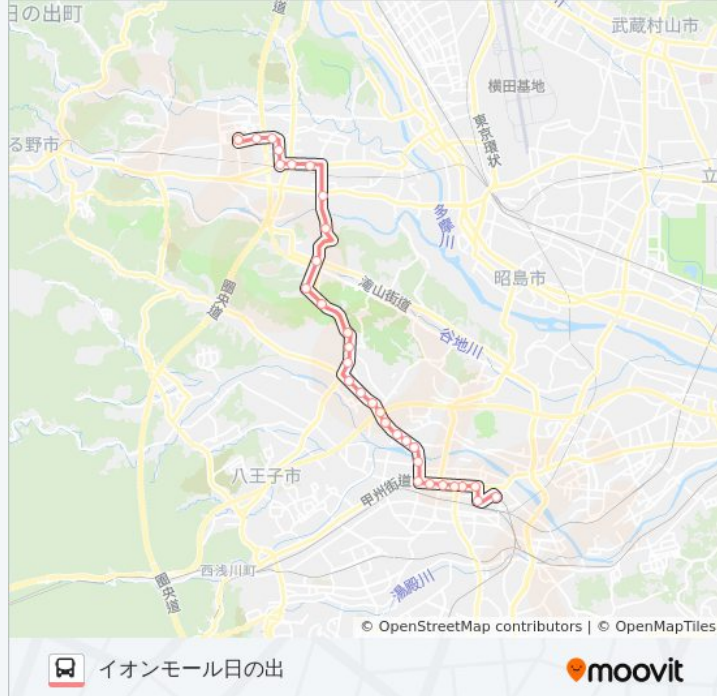 日の出町
道
武蔵村山市
横田基地
る野市
東京環状
立
多摩川
昭島市
圏央道
滝山街道
谷地川
八王子市
甲州街道
西浅川町
圏央道
湯殿川
© OpenStreetMap contributors | © OpenMapTiles
イオンモール日の出
moovit